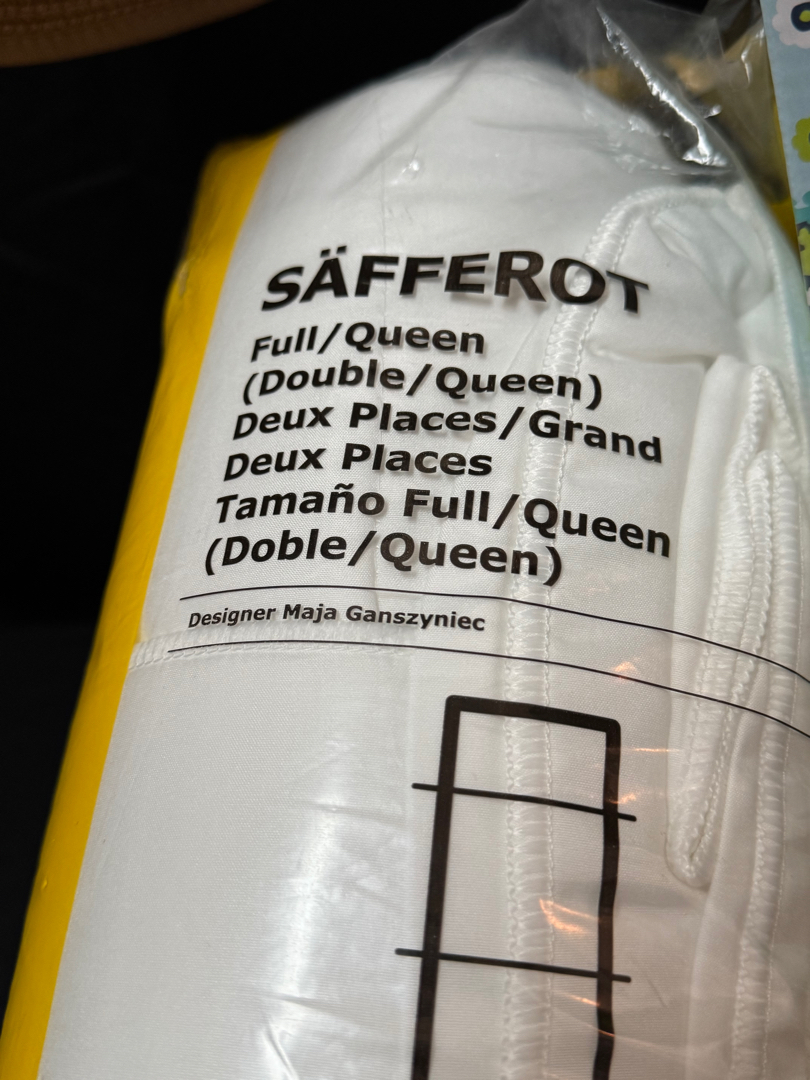 SÄFFEROT
Full/Queen
(Double/Queen)
Deux Places/Grand
Deux Places
Tamaño Full/Queen
(Doble/Queen)
Designer Maja Ganszyniec